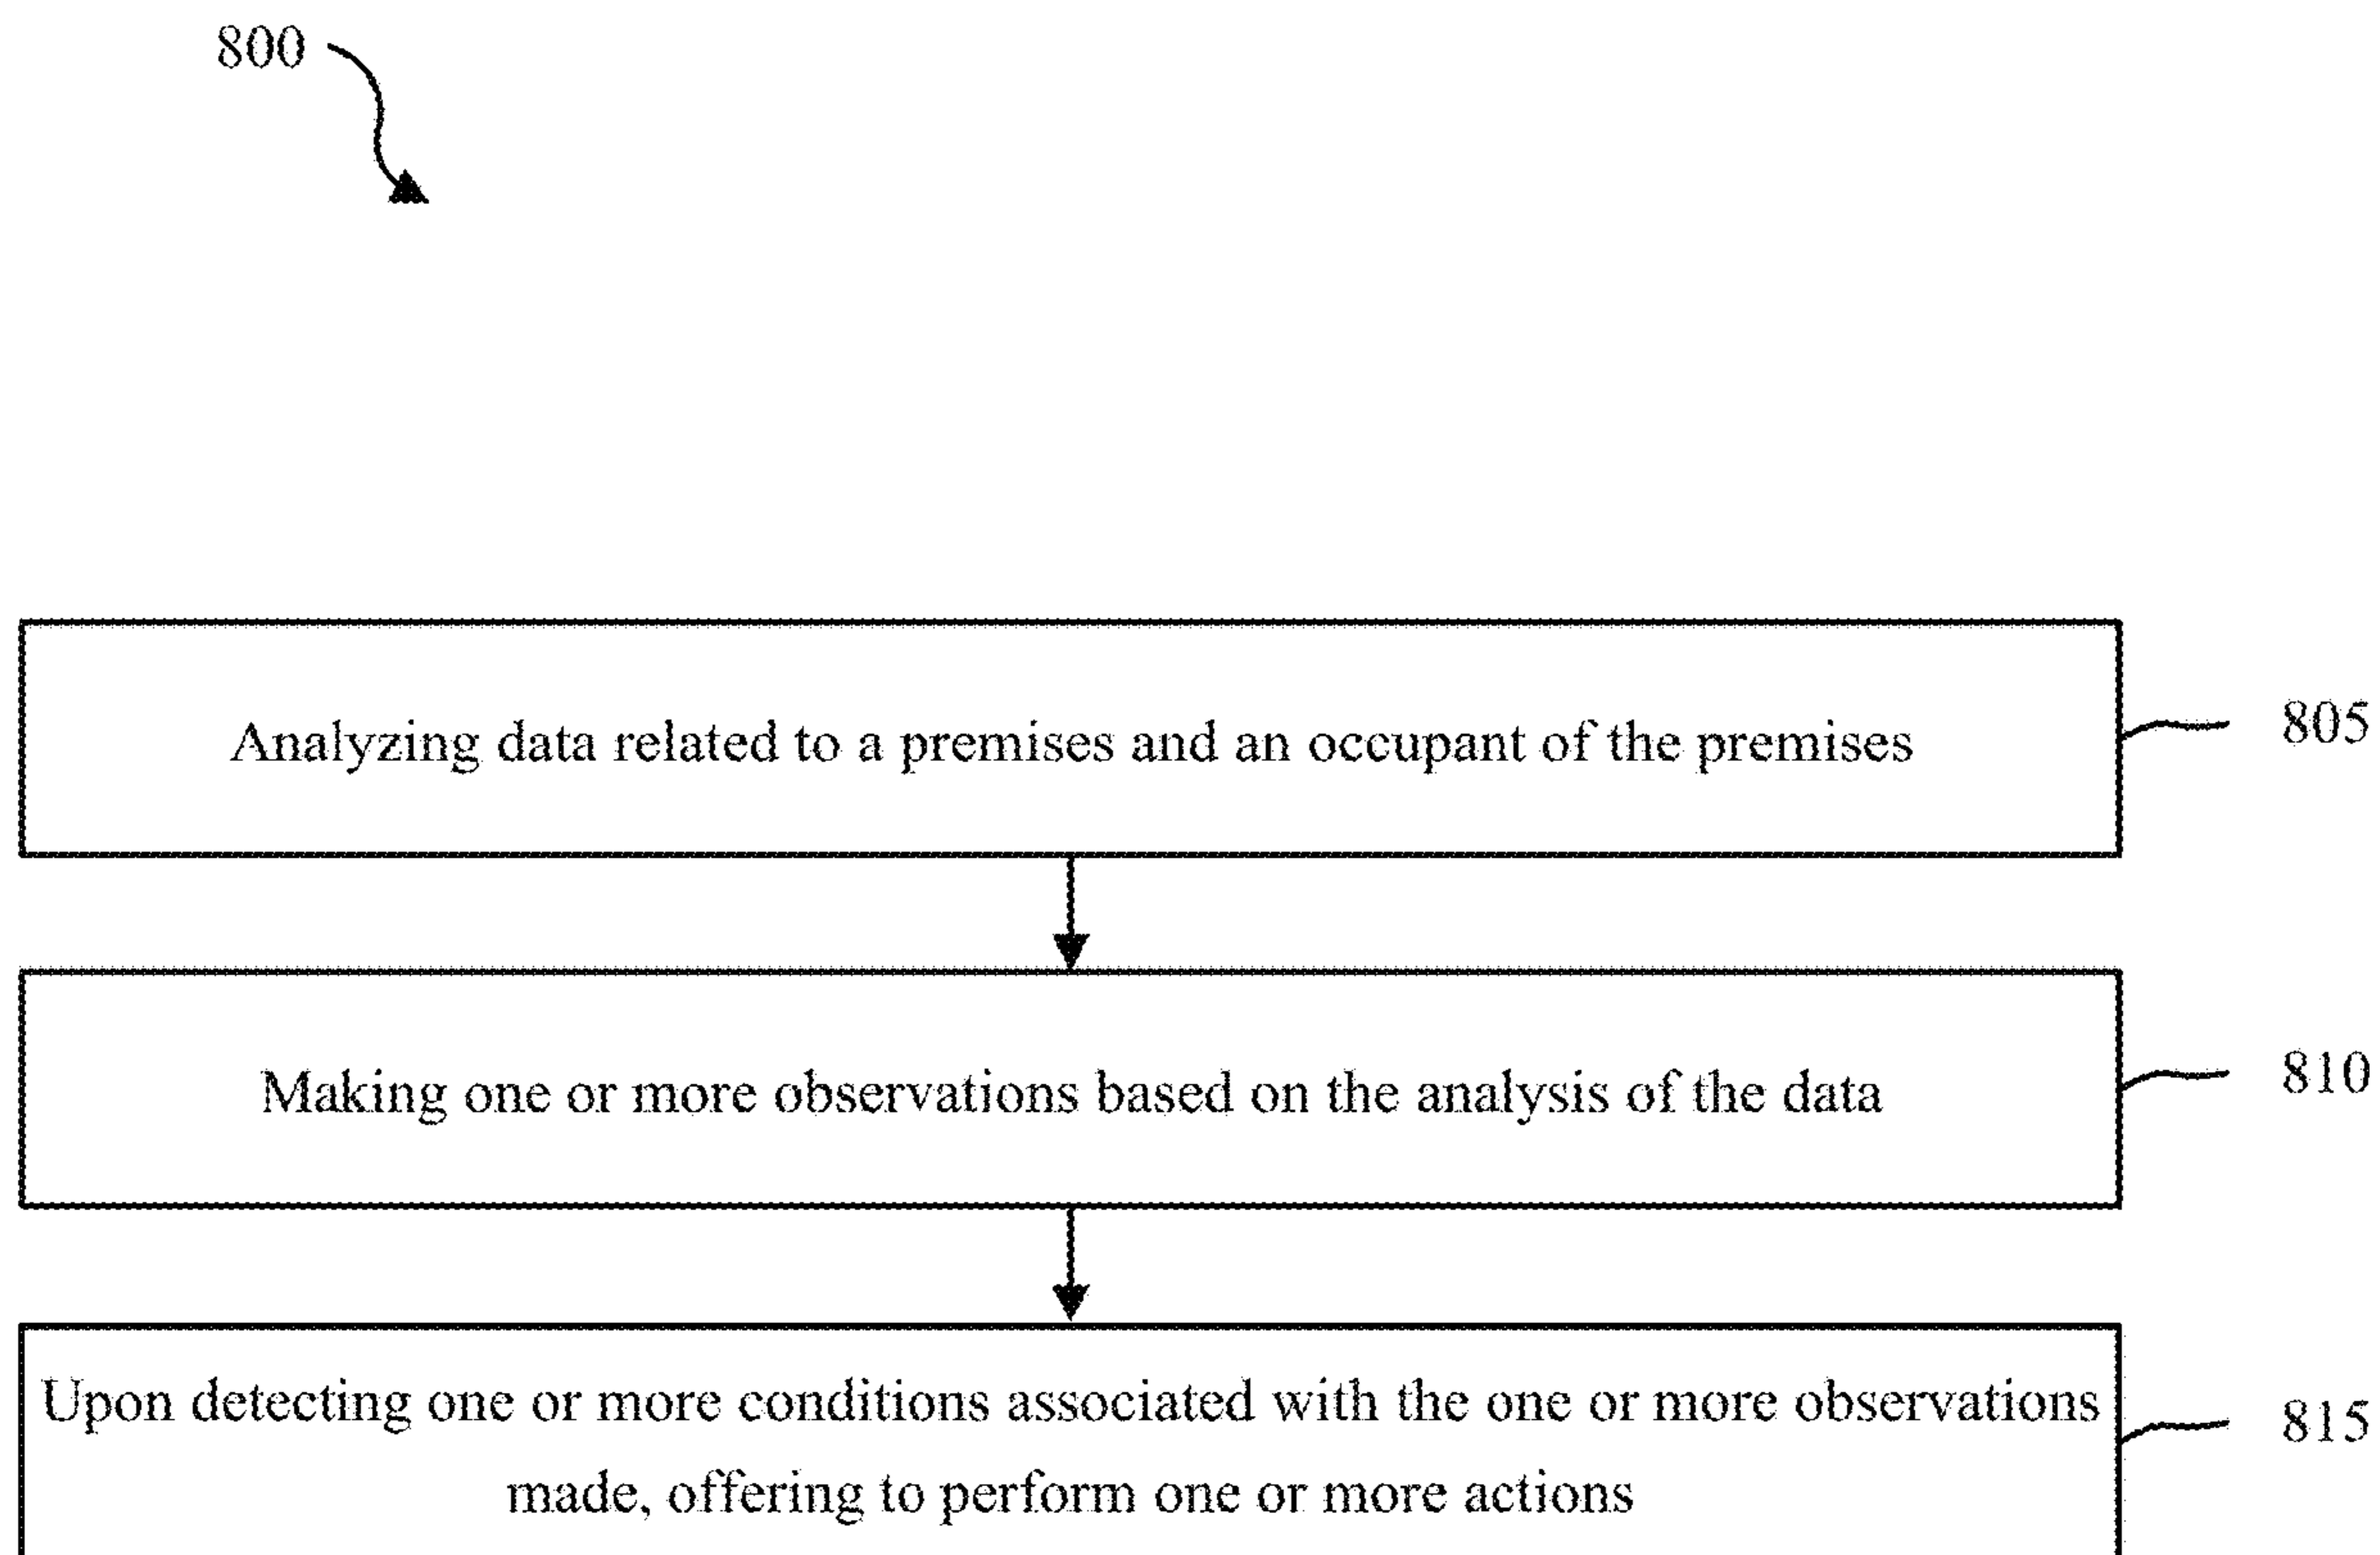 800
Analyzing data related to a premises and an occupant of the premises
805
Making one or more observations based on the analysis of the data
810
Upon detecting one or more conditions associated with the one or more observations
made, offering to perform one or more actions
815